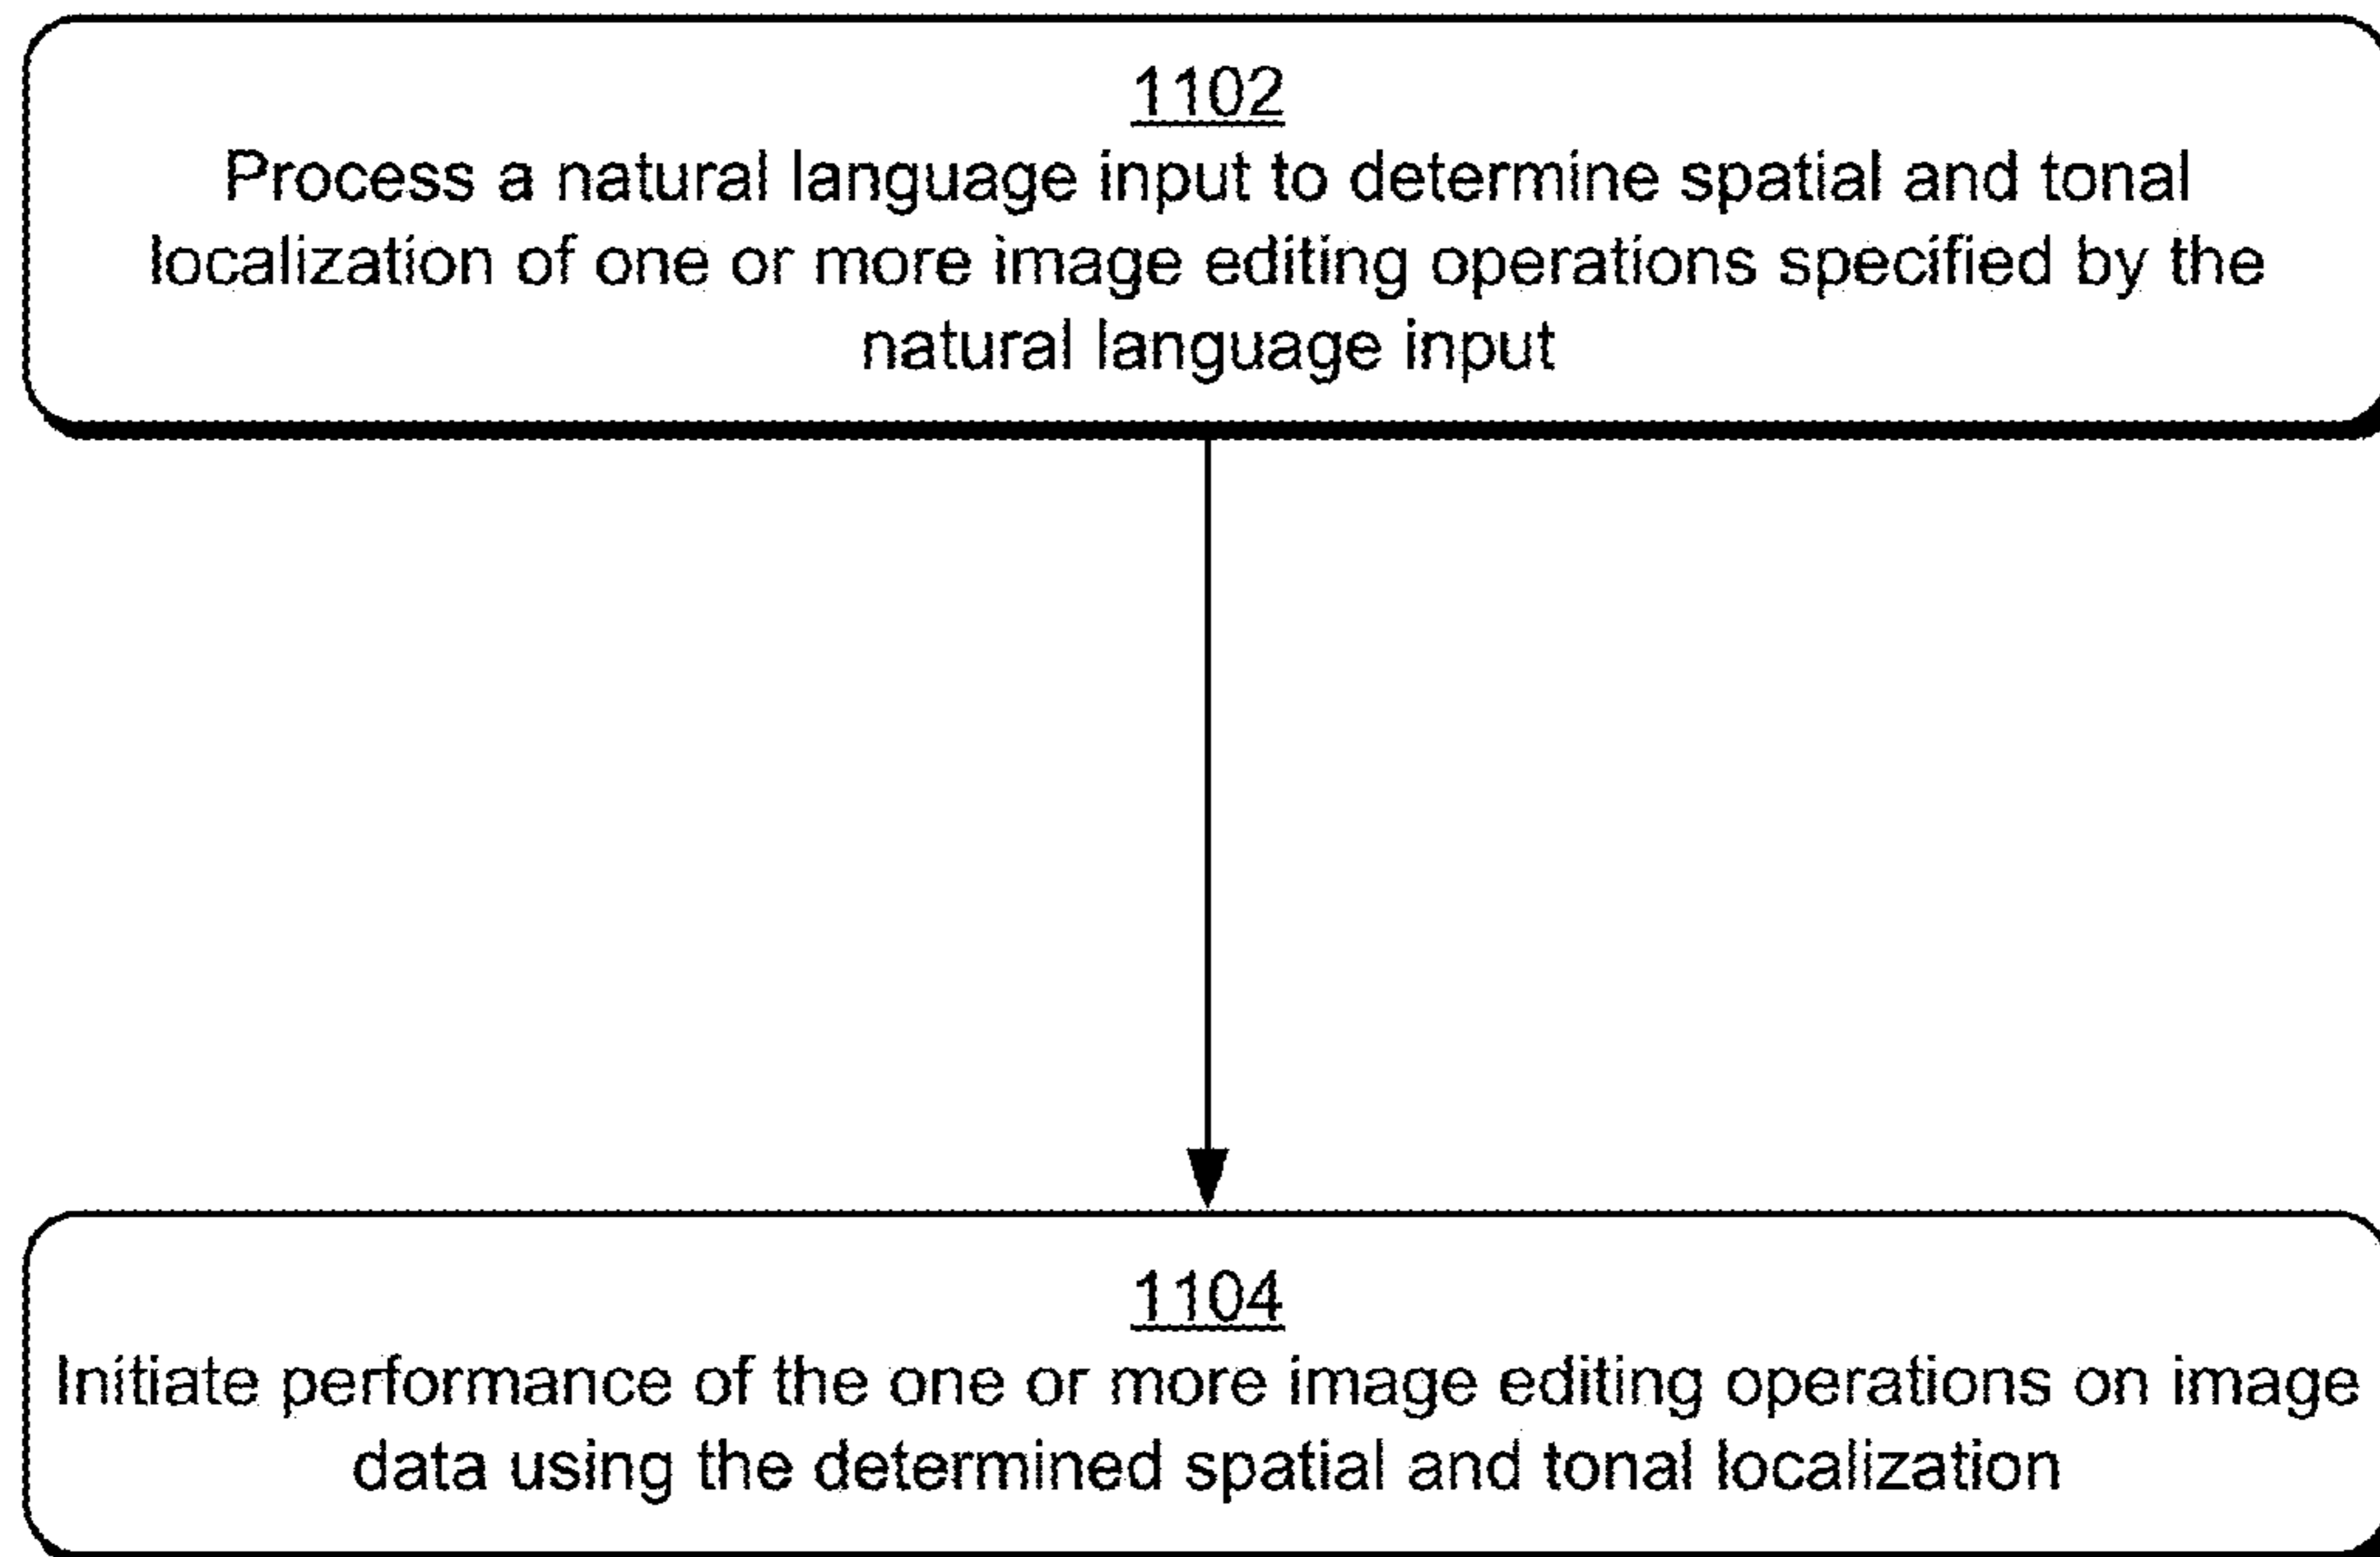 1102
Process a natural language input to determine spatial and tonal
localization of one or more image editing operations specified by the
natural language input
1104
Initiate performance of the one or more image editing operations on image
data using the determined spatial and tonal localization